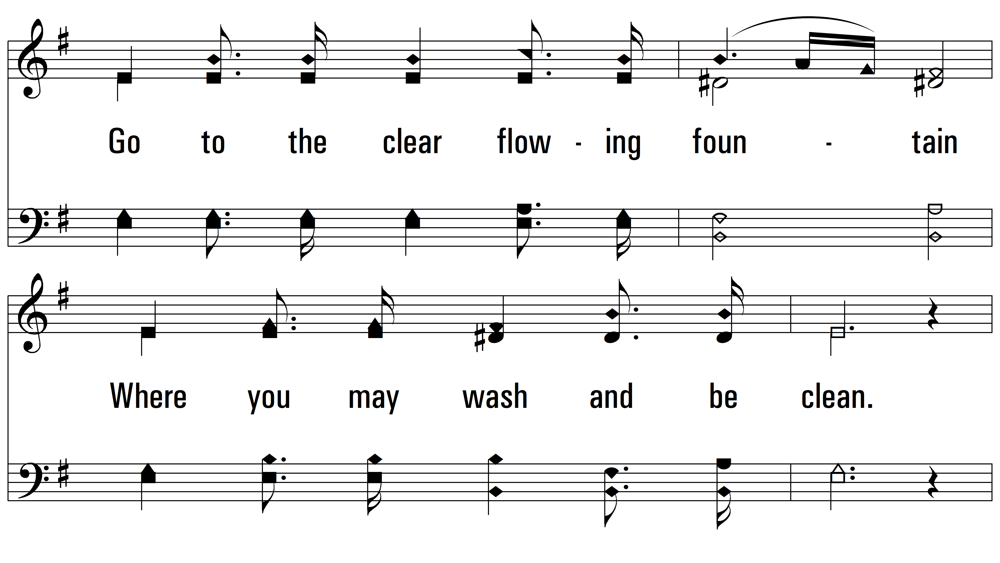 Go to the clear flow - ing foun - tain
Where you may wash and be clean.